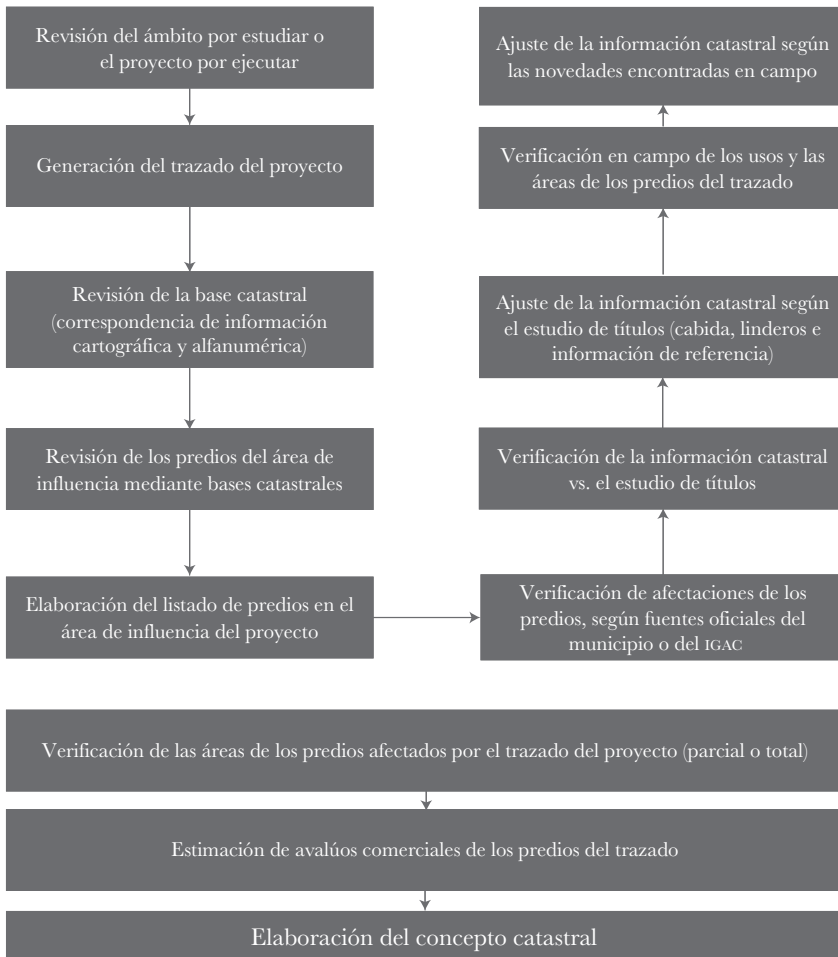 Revisión del ámbito por estudiar o
el proyecto por ejecutar
Generación del trazado del proyecto
Revisión de la base catastral
(correspondencia de información
cartográfica y alfanumérica)
Revisión de los predios del área de
influencia mediante bases catastrales
Elaboración del listado de predios en el
área de influencia del proyecto
Verificación de afectaciones de los
predios, según fuentes oficiales del
municipio o del IGAC
Verificación de la información catastral
vs. el estudio de títulos
Ajuste de la información catastral según
el estudio de títulos (cabida, linderos e
información de referencia)
Verificación en campo de los usos y las
áreas de los predios del trazado
Ajuste de la información catastral según
las novedades encontradas en campo
Verificación de las áreas de los predios afectados por el trazado del proyecto (parcial o total)
Estimación de avalúos comerciales de los predios del trazado
Elaboración del concepto catastral